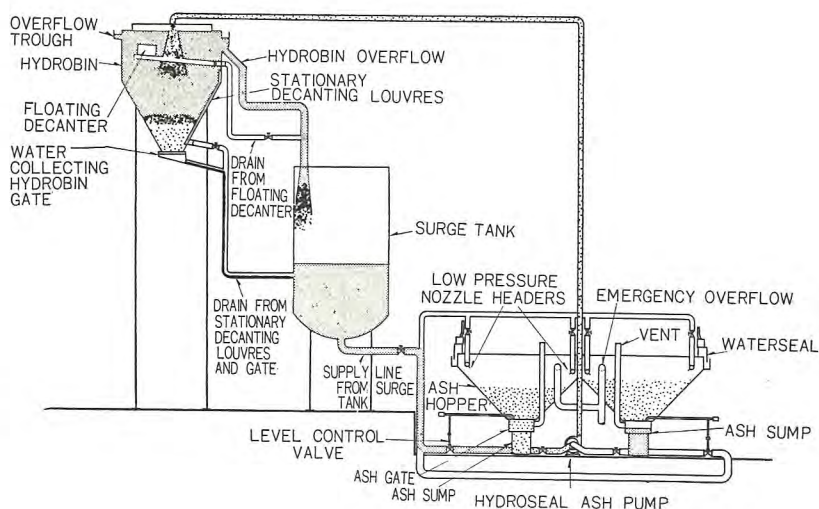 OVERFLOW
TROUGH
HYDROBIN
FLOATING
DECANTER
WATER
COLLECTING
HYDROBIN
GATE
HYDROBIN OVERFLOW
STATIONARY
DECANTING LOUVRES
DRAIN
FROM
FLOATING
DECANTER
SURGE TANK
DRAIN FROM
STATIONARY
DECANTING
LOUVRES
AND GATE
LOW PRESSURE
NOZZLE HEADERS
EMERGENCY OVERFLOW
VENT
WATERSEAL
SUPPLY LINE
FROM SURGE
TANK
ASH
HOPPER
LEVEL CONTROL
VALVE
ASH GATE
ASH SUMP
HYDROSEAL ASH PUMP
ASH SUMP